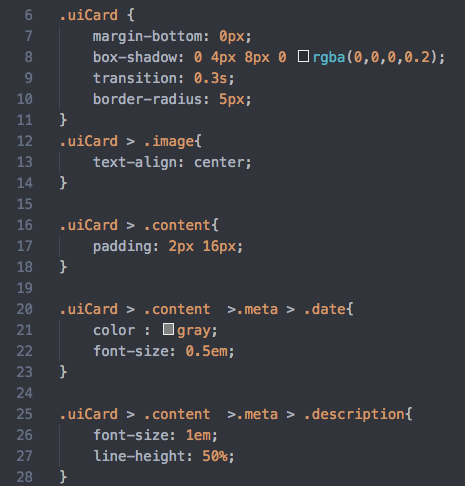 6 .uiCard {
7 margin-bottom: 0px;
8 box-shadow: 0 4px 8px 0 rgba(0,0,0,0.2);
9 transition: 0.3s;
10 border-radius: 5px;
11 }
12 .uiCard > .image{
13 text-align: center;
14 }
15
16 .uiCard > .content{
17 padding: 2px 16px;
18 }
19
20 .uiCard > .content  >.meta > .date{
21 color : gray;
22 font-size: 0.5em;
23 }
24
25 .uiCard > .content  >.meta > .description{
26 font-size: 1em;
27 line-height: 50%;
28 }